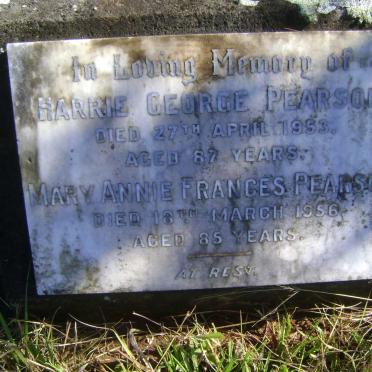 In Loving Memory of
HARRIE GEORGE PEARSON
DIED 27TH APRIL 1953.
AGED 87 YEARS.
MARY ANNIE FRANCES PEARSO
DIED 18TH MARCH 1956
AGED 85 YEARS.
AT REST.